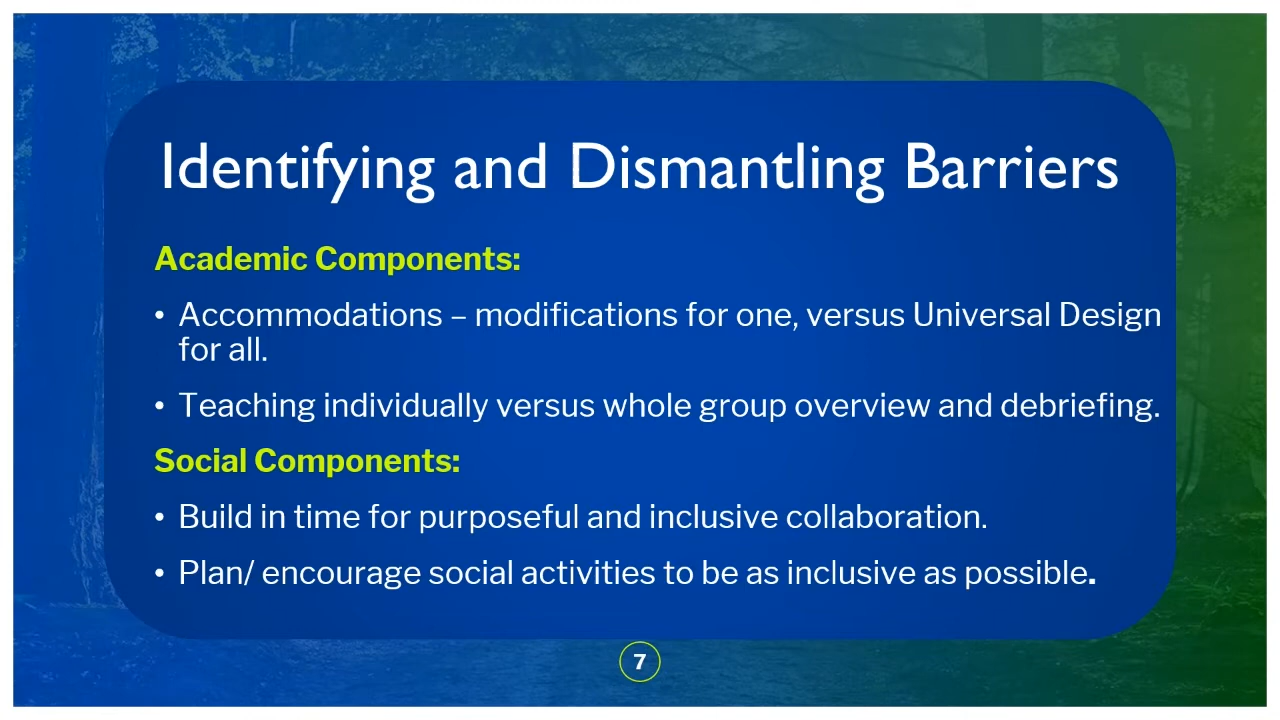 Identifying and Dismantling Barriers
Academic Components:
• Accommodations – modifications for one, versus Universal Design
for all.
• Teaching individually versus whole group overview and debriefing.
Social Components:
• Build in time for purposeful and inclusive collaboration.
• Plan/ encourage social activities to be as inclusive as possible.
7